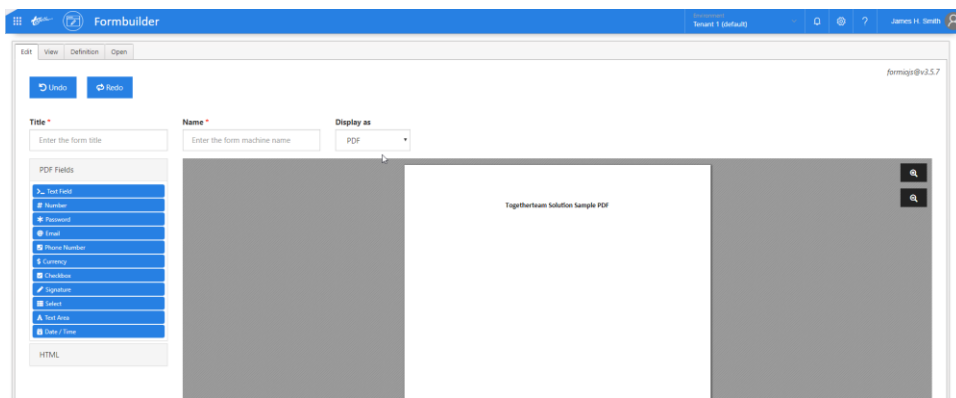 Formbuilder
Environment
Tenant 1 (default)
James H. Smith
Edit View Definition Open
formiojs@v3.5.7
Undo Redo
Title * Name * Display as
Enter the form title Enter the form machine name PDF
PDF Fields
Text Field
Number
Password
Email
Phone Number
Currency
Checkbox
Signature
Select
Text Area
Date / Time
HTML
Togetherteam Solution Sample PDF